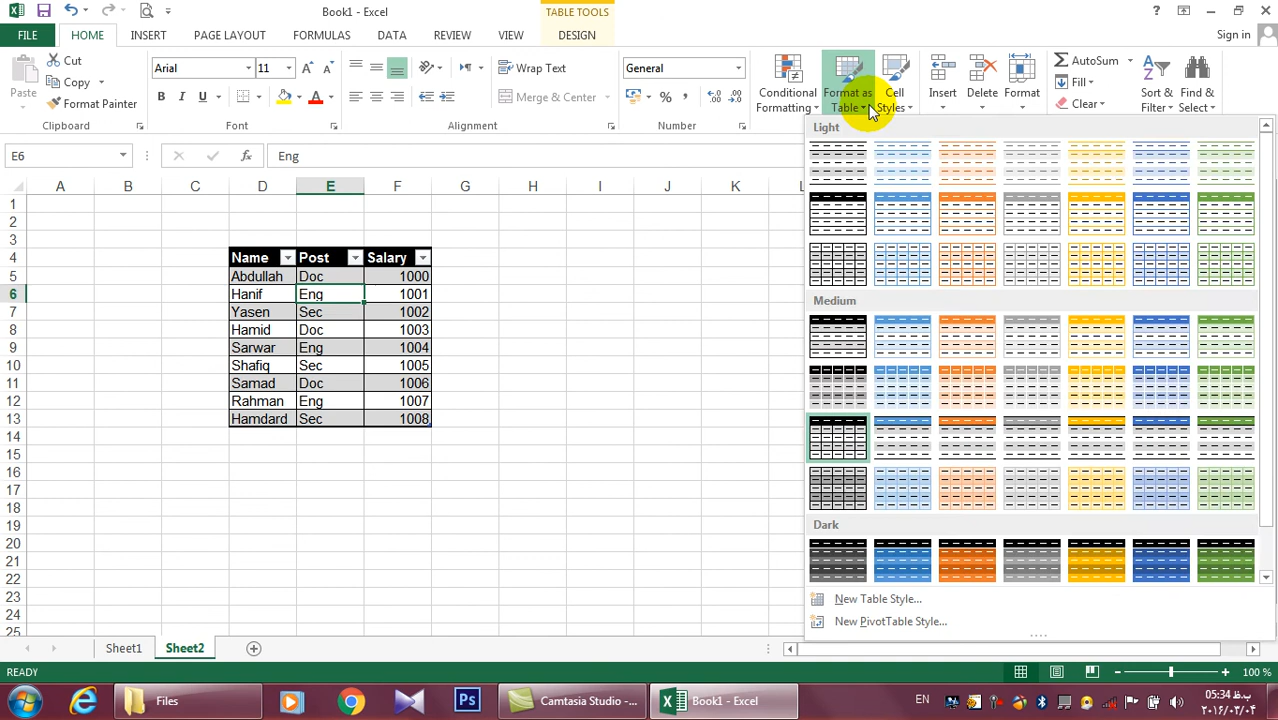 Book1 - Excel
TABLE TOOLS
?
FILE
HOME
INSERT
PAGE LAYOUT
FORMULAS
DATA
REVIEW
VIEW
DESIGN
Sign in
Paste
Cut
Copy
Format Painter
Clipboard
Arial
11
B
U
A
Font
Wrap Text
Merge & Center
Alignment
General
%
Number
Conditional
Formatting
Format as
Table
Cell
Styles
Insert
Delete
Format
AutoSum
Fill
Clear
Sort &
Filter
Find &
Select
E6
fx
Eng
Light
Medium
Dark
New Table Style...
New PivotTable Style...
A B C D E F G H I J K L
1
2
3
4 Name Post Salary
5 Abdullah Doc 1000
6 Hanif Eng 1001
7 Yasen Sec 1002
8 Hamid Doc 1003
9 Sarwar Eng 1004
10 Shafiq Sec 1005
11 Samad Doc 1006
12 Rahman Eng 1007
13 Hamdard Sec 1008
14
15
16
17
18
19
20
21
22
23
24
25
Sheet1
Sheet2
READY
100 %
Files
Ps
Camtasia Studio -...
Book1 - Excel
EN
05:34 ب.ظ
۲۰۱۶/۰۳/۰۴